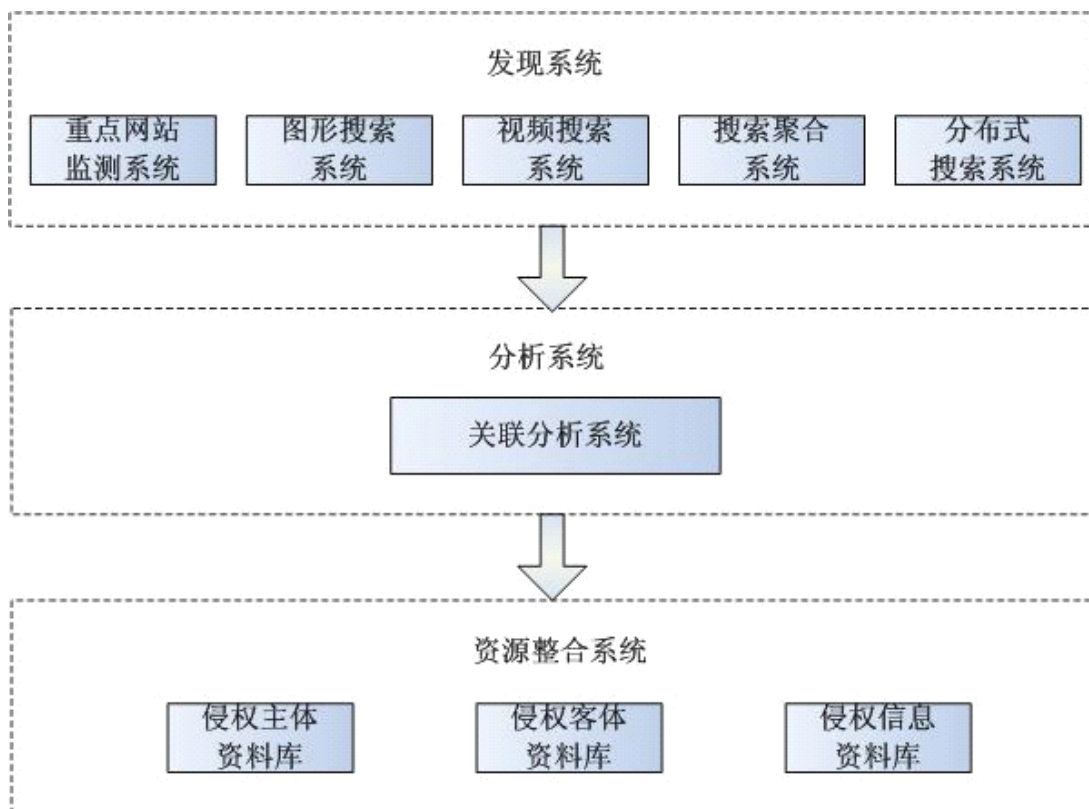 发现系统
重点网站
监测系统
图形搜索
系统
视频搜索
系统
搜索聚合
系统
分布式
搜索系统
分析系统
关联分析系统
资源整合系统
侵权主体
资料库
侵权客体
资料库
侵权信息
资料库